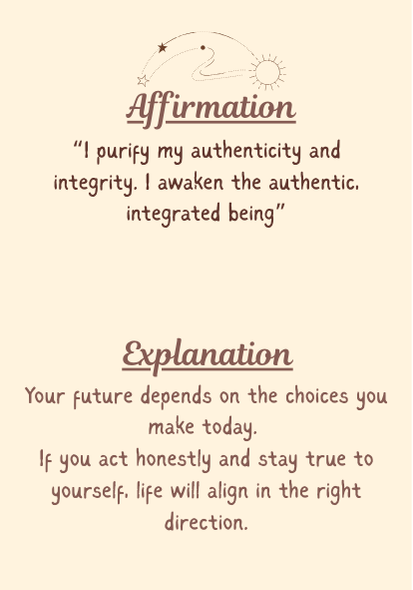 Affirmation
“I purify my authenticity and
integrity. I awaken the authentic,
integrated being”
Explanation
Your future depends on the choices you
make today.
If you act honestly and stay true to
yourself, life will align in the right
direction.